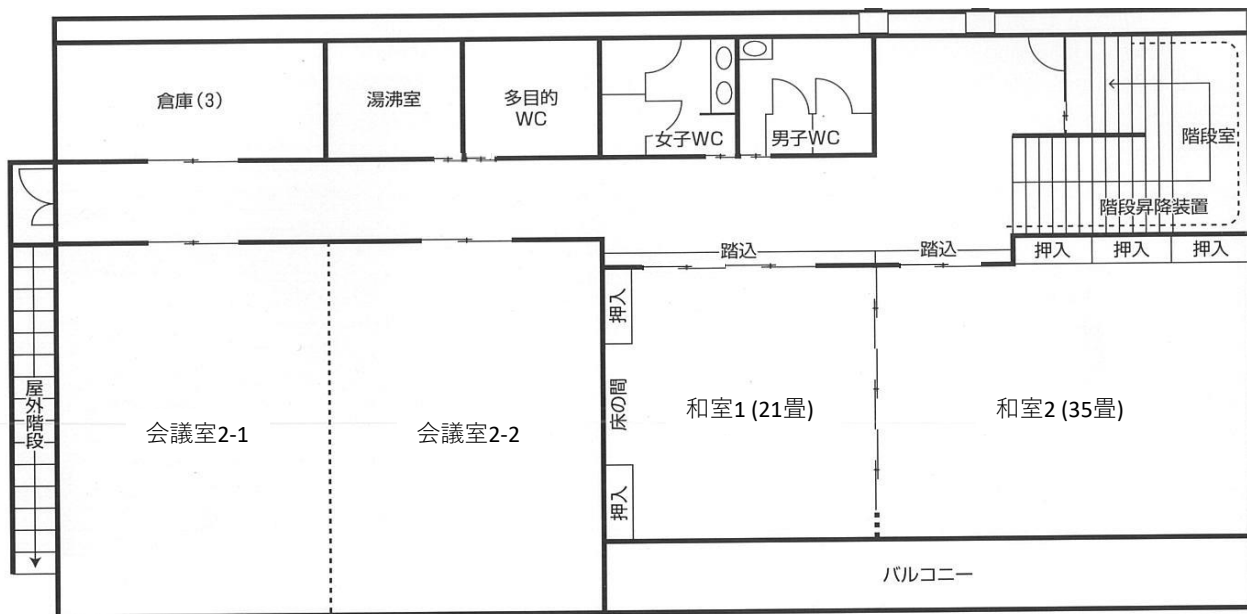 倉庫(3)
湯沸室
多目的
WC
女子WC
男子WC
階段室
階段昇降装置
踏込
踏込
押入
押入
押入
押入
床の間
押入
屋外階段
会議室2-1
会議室2-2
和室1 (21畳)
和室2 (35畳)
バルコニー